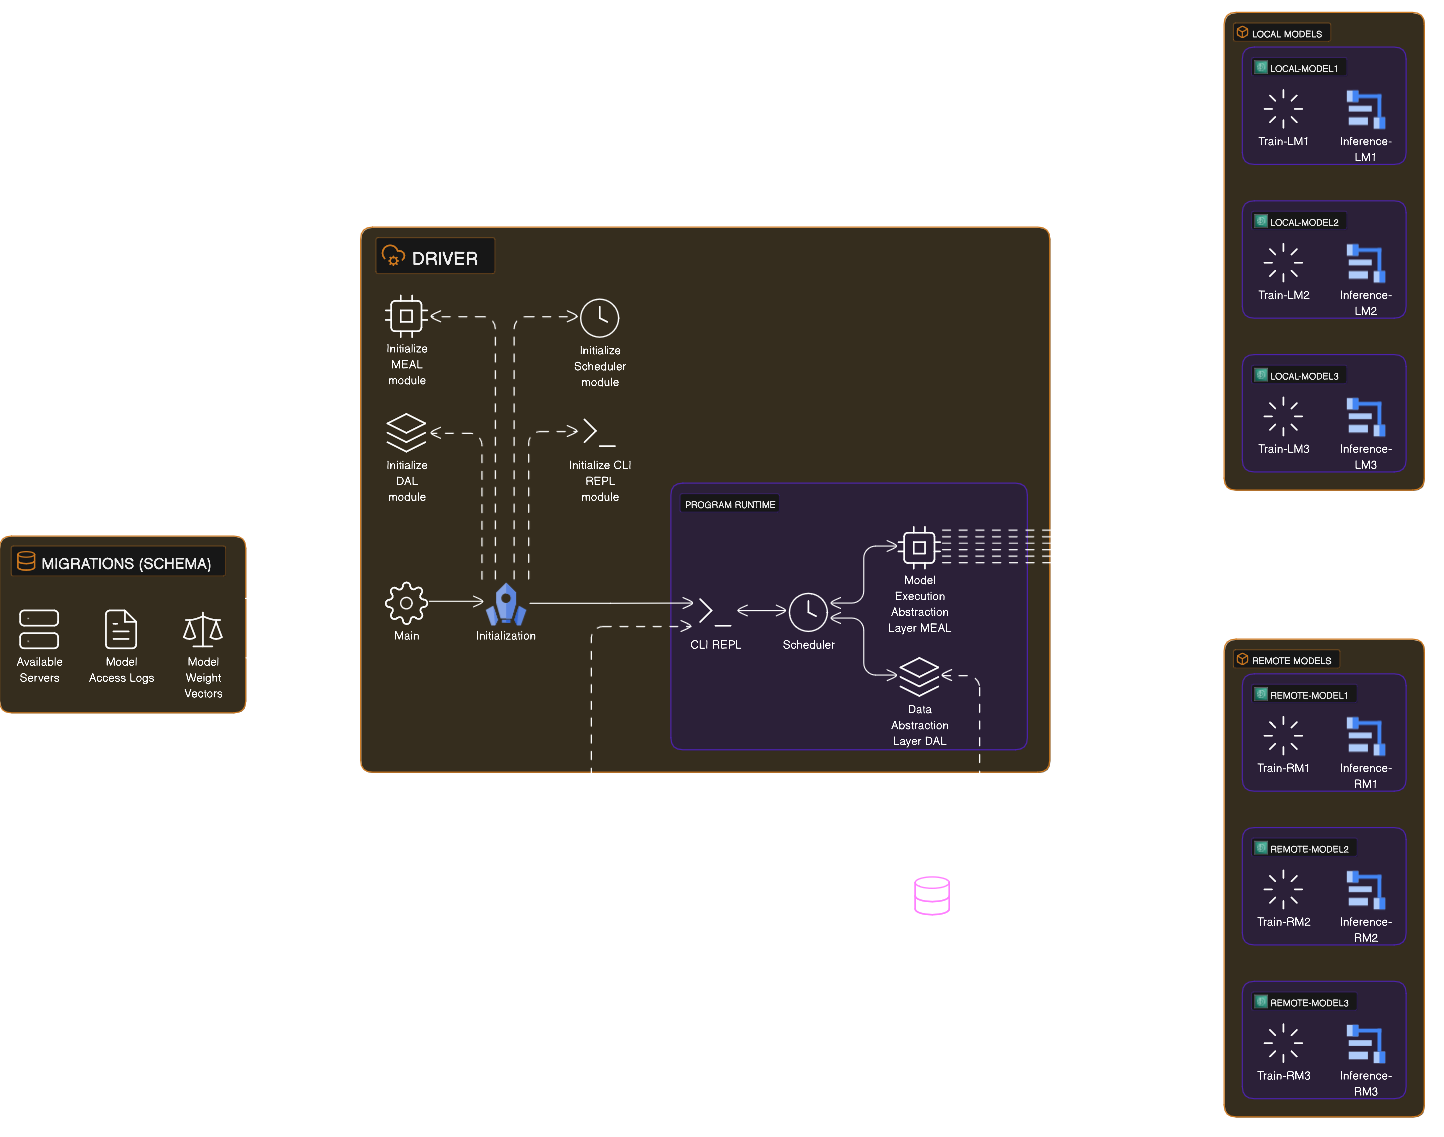 LOCAL MODELS
LOCAL-MODEL1
Train-LM1
Inference-
LM1
LOCAL-MODEL2
Train-LM2
Inference-
LM2
LOCAL-MODEL3
Train-LM3
Inference-
LM3
DRIVER
Initialize
MEAL
module
Initialize
Scheduler
module
Initialize
DAL
module
Initialize CLI
REPL
module
Main
Initialization
PROGRAM RUNTIME
CLI REPL
Scheduler
Model
Execution
Abstraction
Layer MEAL
Data
Abstraction
Layer DAL
MIGRATIONS (SCHEMA)
Available
Servers
Model
Access Logs
Model
Weight
Vectors
REMOTE MODELS
REMOTE-MODEL1
Train-RM1
Inference-
RM1
REMOTE-MODEL2
Train-RM2
Inference-
RM2
REMOTE-MODEL3
Train-RM3
Inference-
RM3